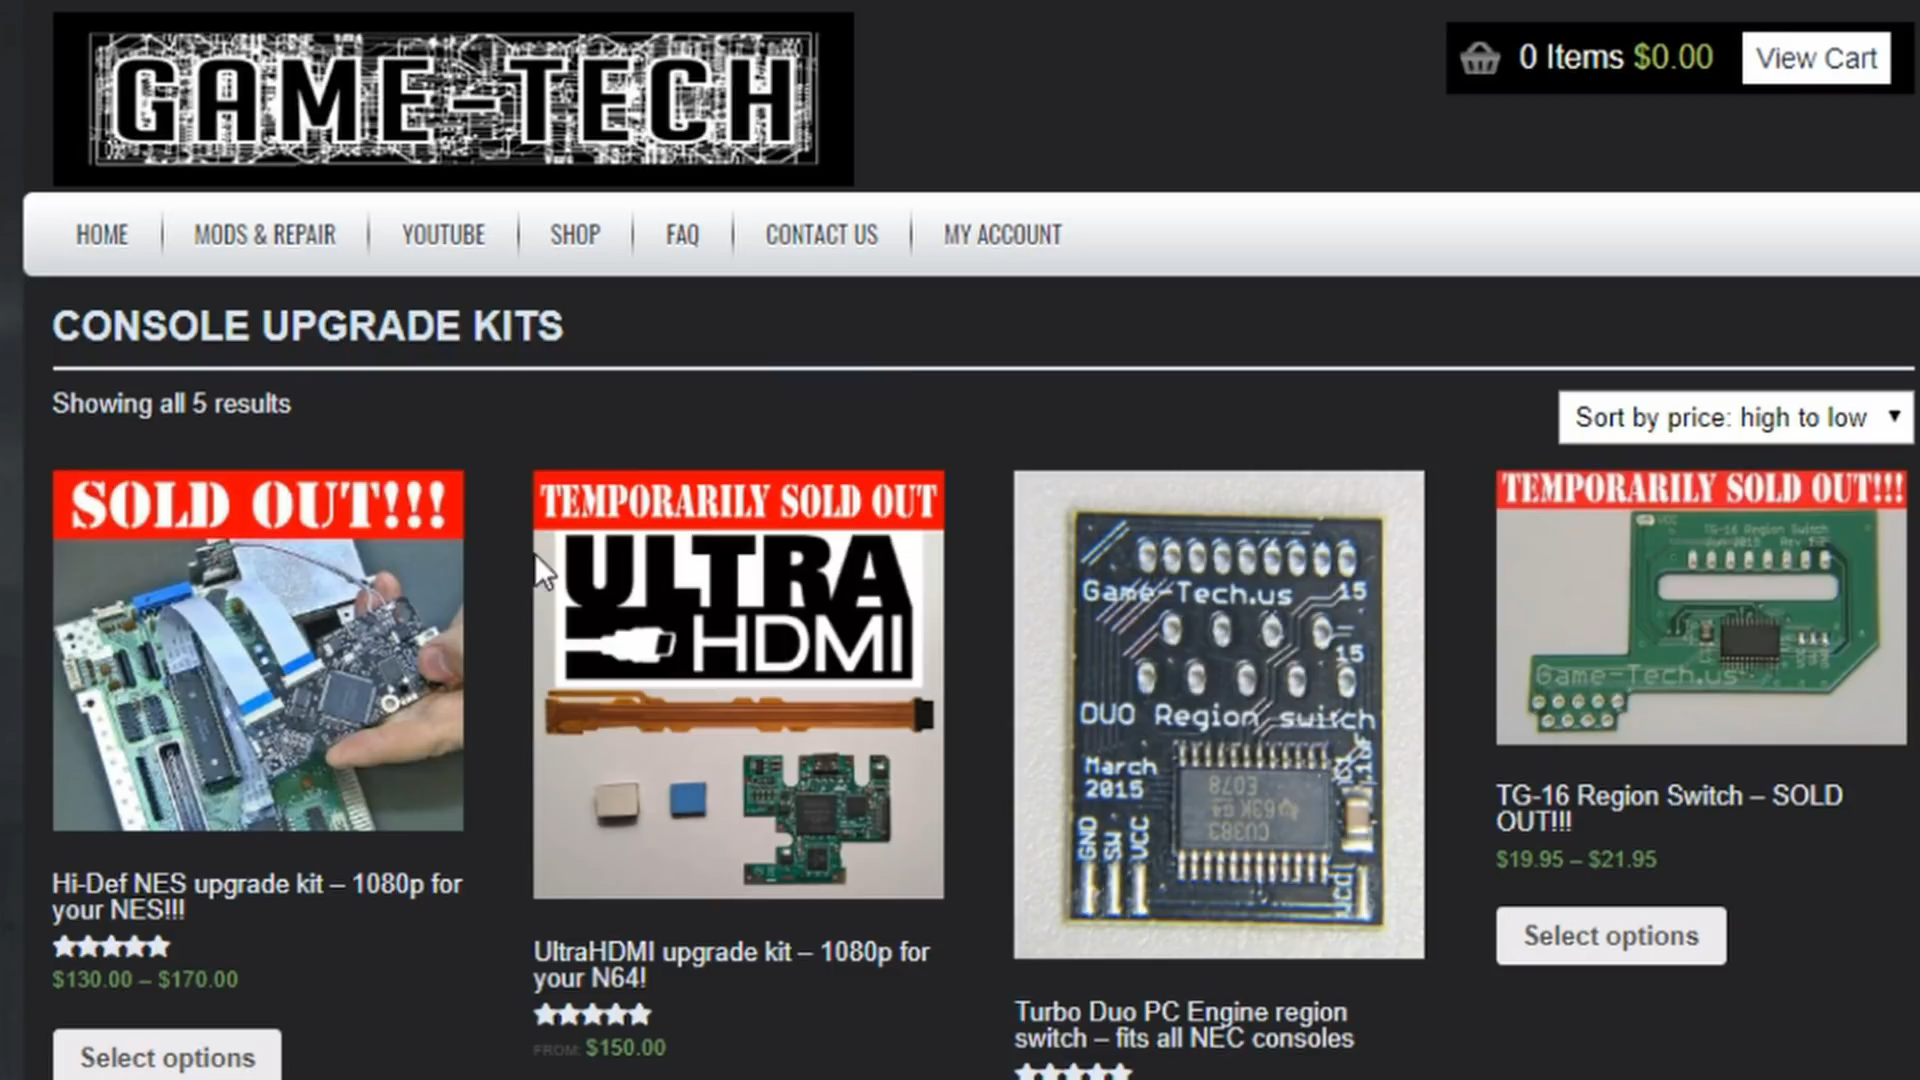 GAME-TECH
0 Items $0.00 View Cart
HOME
MODS & REPAIR
YOUTUBE
SHOP
FAQ
CONTACT US
MY ACCOUNT
CONSOLE UPGRADE KITS
Showing all 5 results
Sort by price: high to low
SOLD OUT!!!
Hi-Def NES upgrade kit – 1080p for
your NES!!!
$130.00 – $170.00
Select options
TEMPORARILY SOLD OUT
ULTRA
HDMI
UltraHDMI upgrade kit – 1080p for
your N64!
FROM: $150.00
Game-Tech.us 15
15
DUO Region switch
March
2015
GND
SW
VCC
Turbo Duo PC Engine region
switch – fits all NEC consoles
TEMPORARILY SOLD OUT!!!
TG-16 Region Switch
Game-Tech.us
TG-16 Region Switch – SOLD
OUT!!!
$19.95 – $21.95
Select options